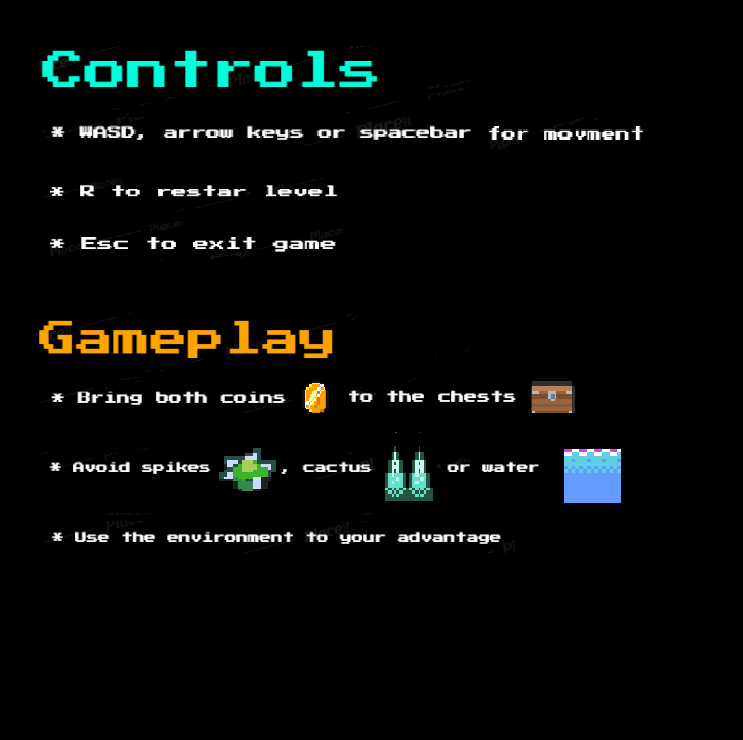 Controls
* WASD, arrow keys or spacebar for movment
* R to restar level
* Esc to exit game
Gameplay
* Bring both coins to the chests
* Avoid spikes , cactus or water
* Use the environment to your advantage